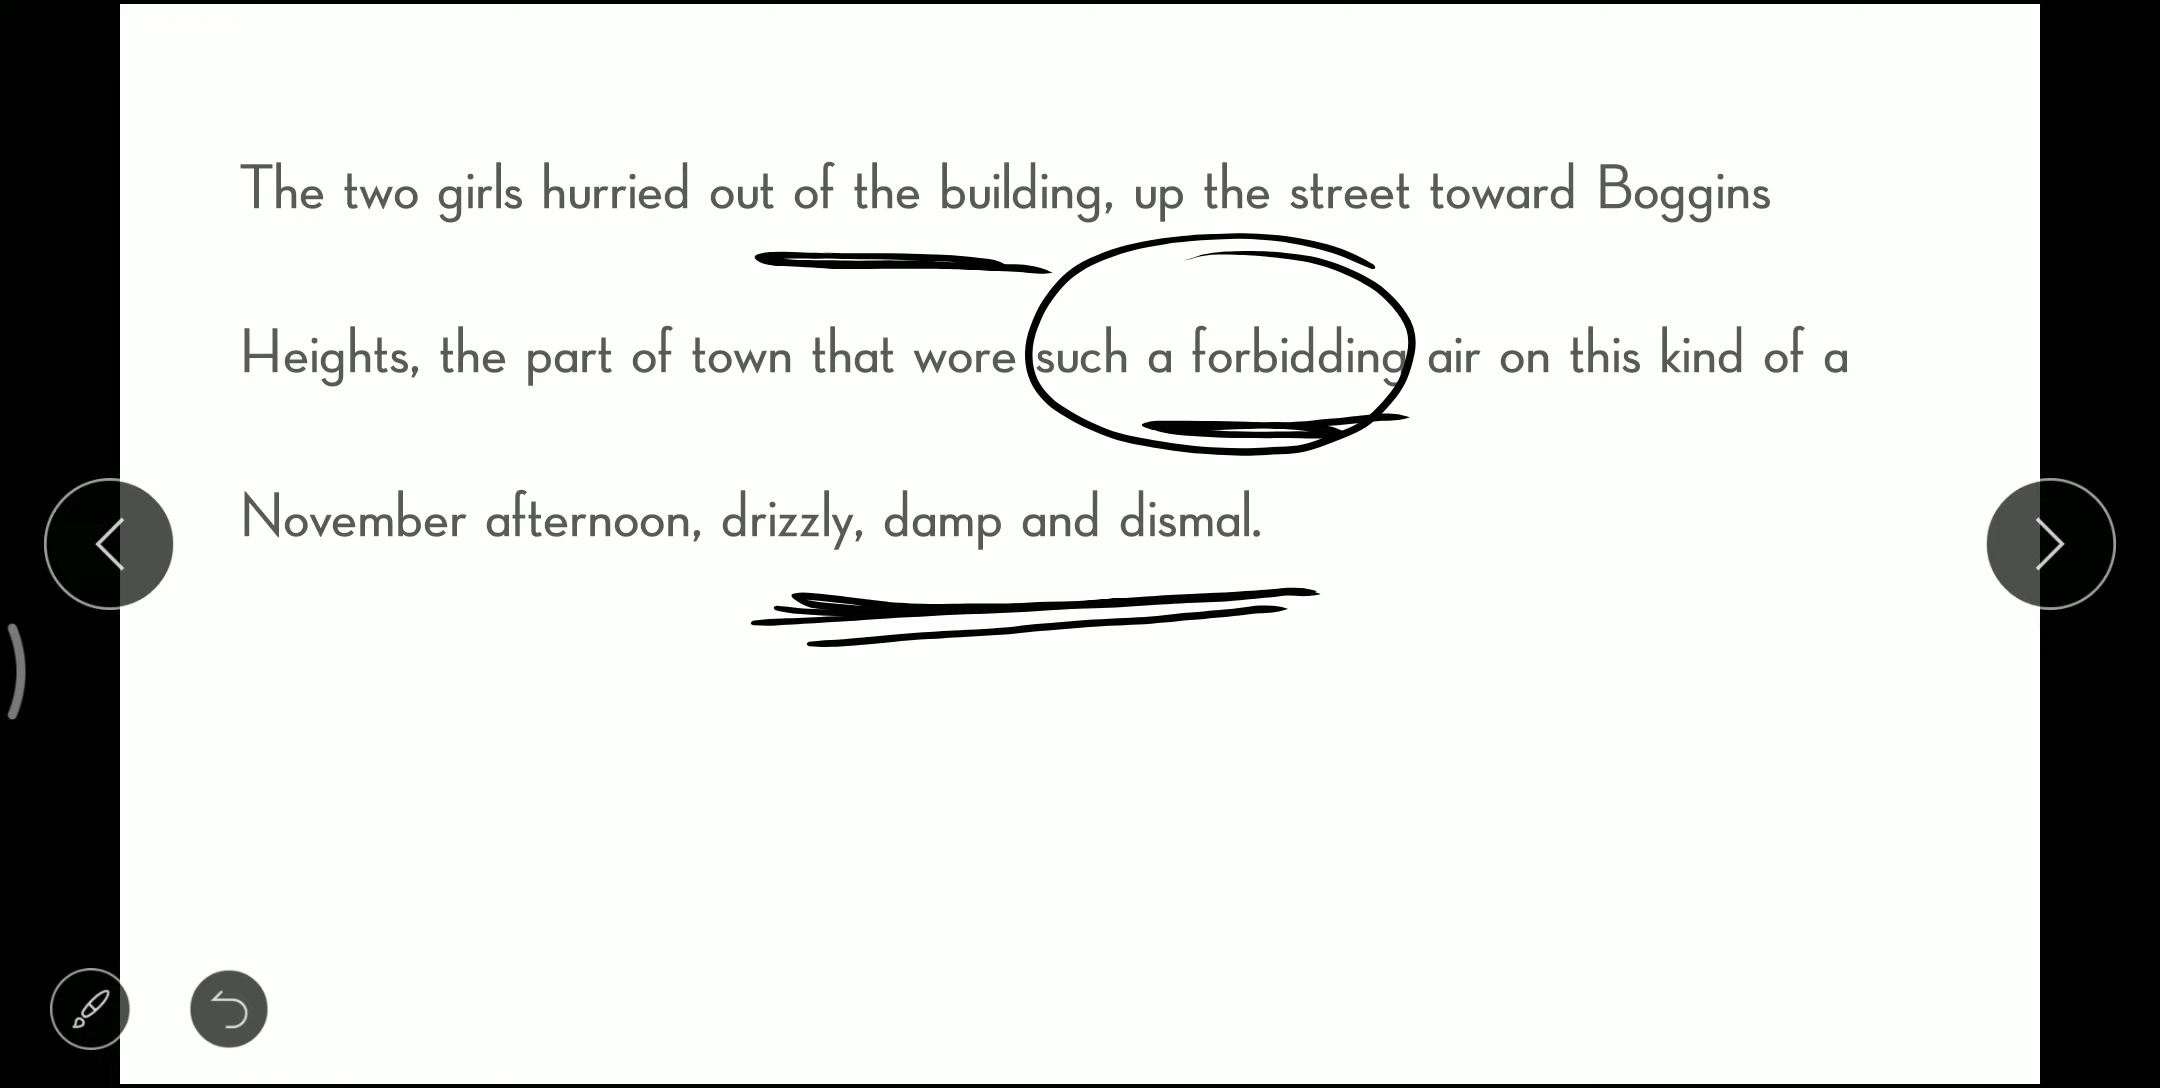 The two girls hurried out of the building, up the street toward Boggins
Heights, the part of town that wore such a forbidding air on this kind of a
November afternoon, drizzly, damp and dismal.